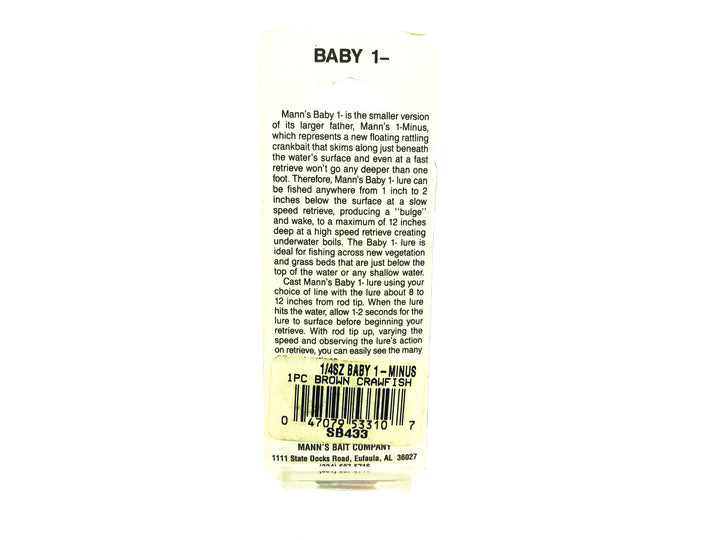 BABY 1-
Mann's Baby 1- is the smaller version
of its larger father, Mann's 1-Minus,
which represents a new floating rattling
crankbait that skims along just beneath
the water's surface and even at a fast
retrieve won't go any deeper than one
foot. Therefore, Mann's Baby 1- lure can
be fished anywhere from 1 inch to 2
inches below the surface at a slow
speed retrieve, producing a "bulge"
and wake, to a maximum of 12 inches
deep at a high speed retrieve creating
underwater boils. The Baby 1- lure is
ideal for fishing across new vegetation
and grass beds that are just below the
top of the water or any shallow water.
Cast Mann's Baby 1- lure using your
choice of line with the lure about 8 to
12 inches from rod tip. When the lure
hits the water, allow 1-2 seconds for the
lure to surface before beginning your
retrieve. With rod tip up, varying the
speed and observing the lure's action
on retrieve, you can easily see the many
1/4SZ BABY 1-MINUS
1PC BROWN CRAWFISH
0 47079 53310 7
SB433
MANN'S BAIT COMPANY
1111 State Docks Road, Eufaula, AL 36027